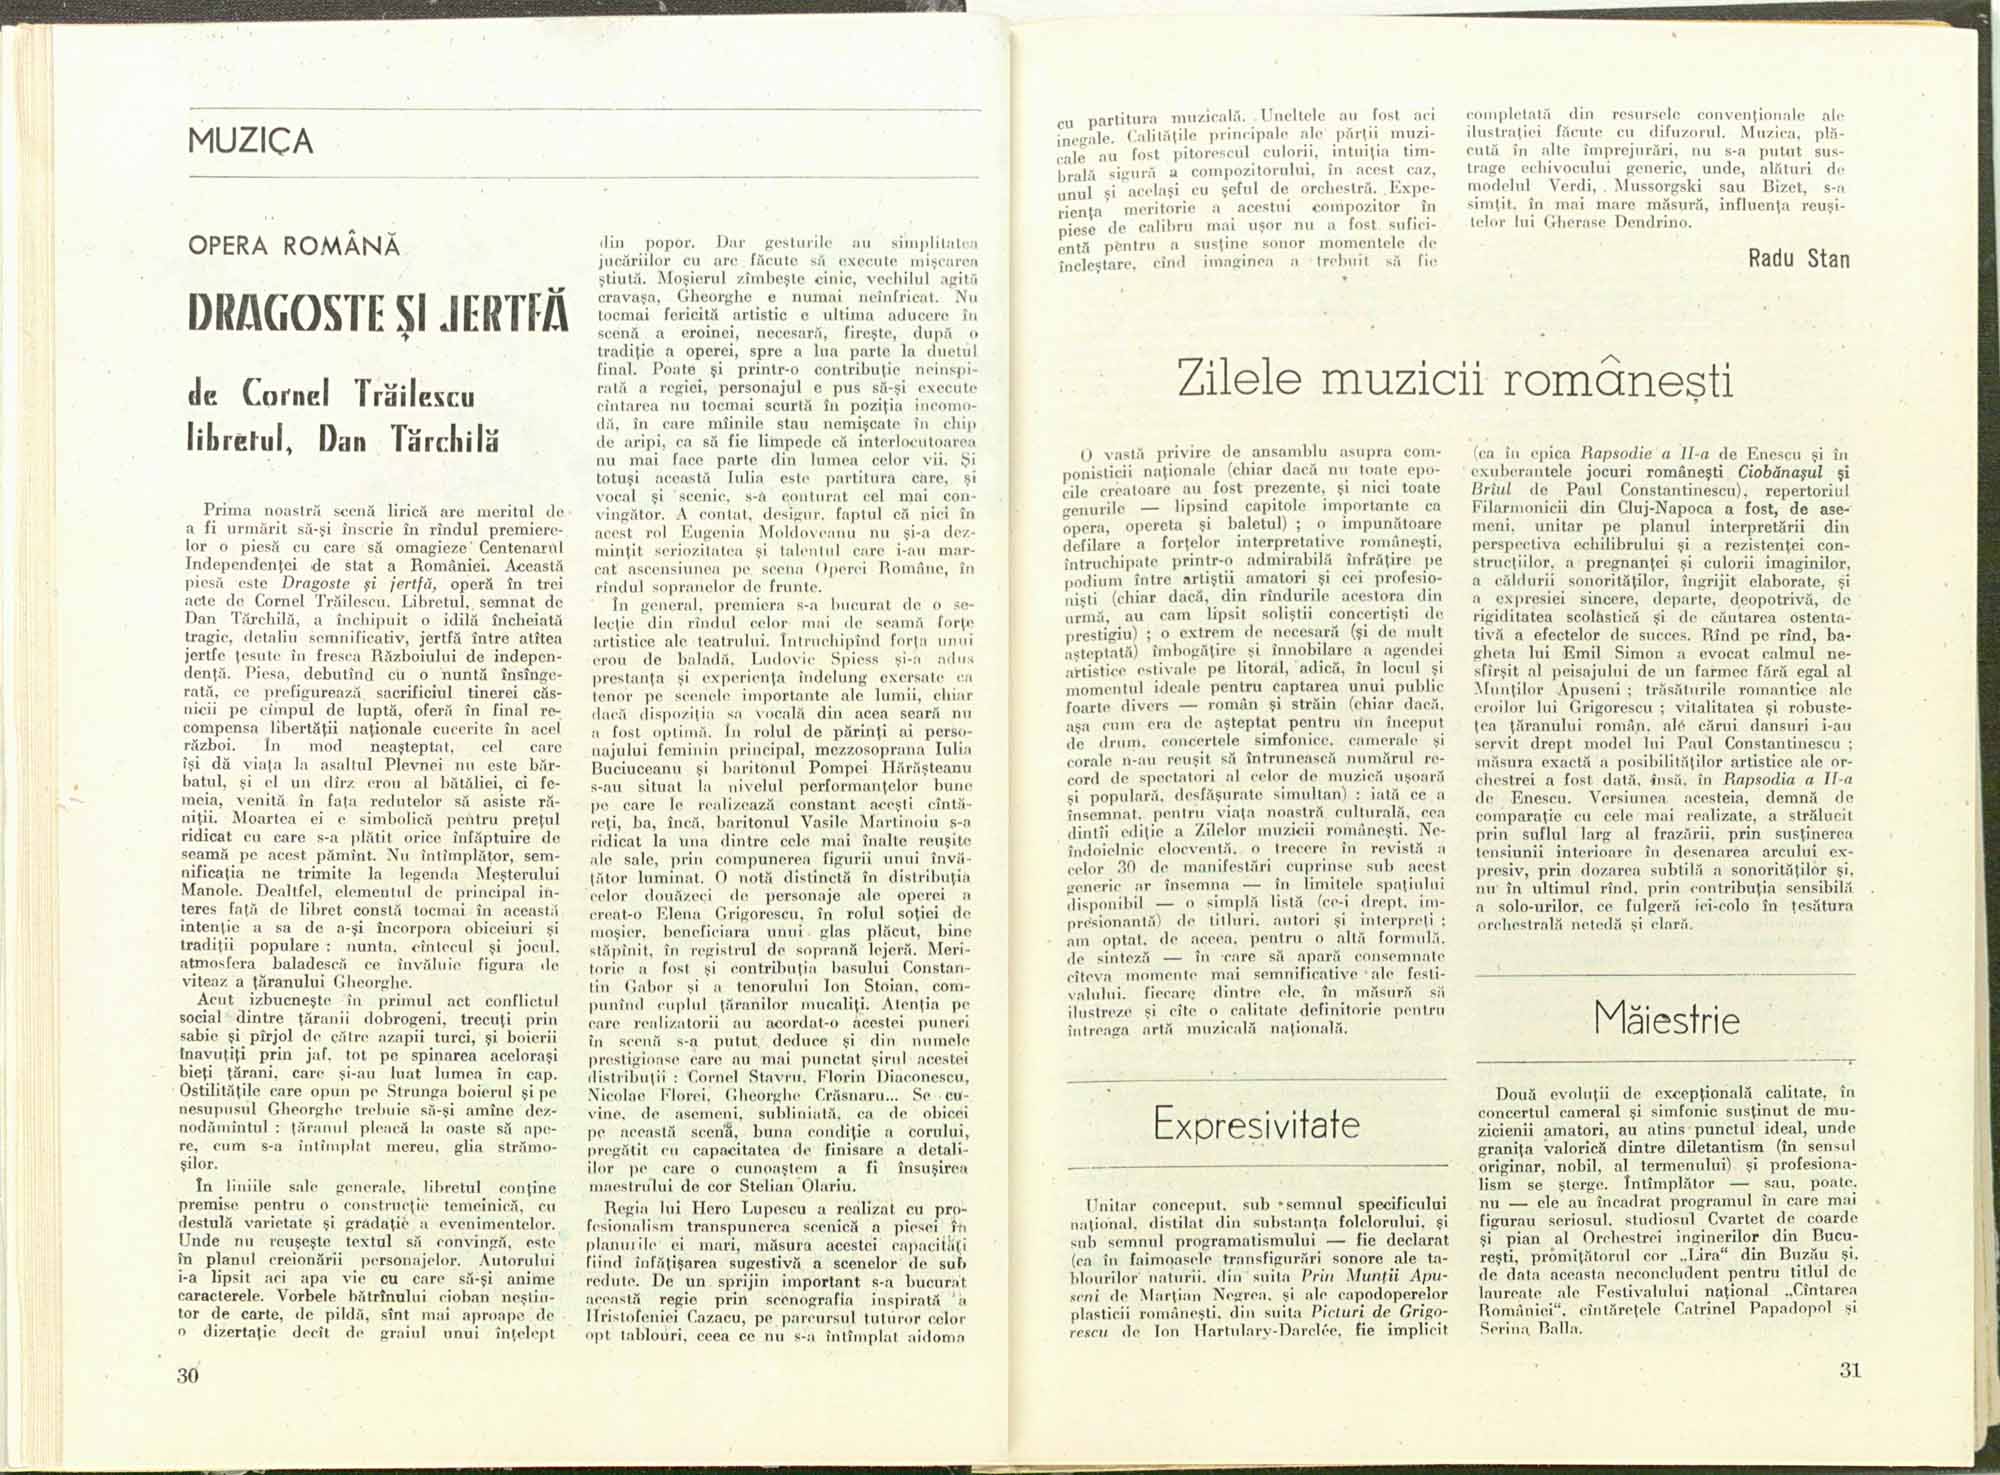 MUZICA
OPERA ROMÂNĂ
DRAGOSTE ȘI JERTFĂ
de Cornel Trăilescu
libretul, Dan Tărchilă
Prima noastră scenă lirică are meritul de
a fi urmărit să-și înscrie în rîndul premiere-
lor o piesă cu care să omagieze Centenarul
Independenței de stat a României. Această
piesă este Dragoste și jertfă, operă în trei
acte de Cornel Trăilescu. Libretul, semnat de
Dan Tărchilă, a închipuit o idilă încheiată
tragic, detaliu semnificativ, jertfă între atîtea
jertfe țesute în fresca Războiului de indepen-
dență. Piesa, debutînd cu o nuntă însînge-
rată, ce prefigurează sacrificiul tinerei căs-
nicii pe cîmpul de luptă, oferă în final re-
compensa libertății naționale cucerite în acel
război. În mod neașteptat, cel care
își dă viața la asaltul Plevnei nu este băr-
batul, și el un dîrz erou al bătăliei, ci fe-
meia, venită în fața redutelor să asiste ră-
niții. Moartea ei e simbolică pentru prețul
ridicat cu care s-a plătit orice înfăptuire de
seamă pe acest pămînt. Nu întîmplător, sem-
nificația ne trimite la legenda Meșterului
Manole. Dealtfel, elementul de principal in-
teres față de libret constă tocmai în această
intenție a sa de a-și încorpora obiceiuri și
tradiții populare : nunta, cîntecul și jocul,
atmosfera baladescă ce învăluie figura de
viteaz a țăranului Gheorghe.
Acut izbucnește în primul act conflictul
social dintre țăranii dobrogeni, trecuți prin
sabie și pîrjol de către azapii turci, și boierii
înavuțiți prin jaf, tot pe spinarea acelorași
bieți țărani, care și-au luat lumea în cap.
Ostilitățile care opun pe Strunga boierul și pe
nesupusul Gheorghe trebuie să-și amîne dez-
nodămîntul : țăranul pleacă la oaste să ape-
re, cum s-a întîmplat mereu, glia strămo-
șilor.
În liniile sale generale, libretul conține
premise pentru o construcție temeinică, cu
destulă varietate și gradație a evenimentelor.
Unde nu reușește textul să convingă, este
în planul creionării personajelor. Autorului
i-a lipsit aci apa vie cu care să-și anime
caracterele. Vorbele bătrînului cioban neștiu-
tor de carte, de pildă, sînt mai aproape de
o dizertație decît de graiul unui înțelept
30
din popor. Dar gesturile au simplitatea
jucăriilor cu arc făcute să execute mișcarea
știută. Moșierul zîmbește cinic, vechilul agită
cravașa, Gheorghe e numai neînfricat. Nu
tocmai fericită artistic e ultima aducere în
scenă a eroinei, necesară, firește, după o
tradiție a operei, spre a lua parte la duetul
final. Poate și printr-o contribuție neinspi-
rată a regiei, personajul e pus să-și execute
cîntarea nu tocmai scurtă în poziția incomo-
dă, în care mîinile stau nemișcate în chip
de aripi, ca să fie limpede că interlocutoarea
nu mai face parte din lumea celor vii. Și
totuși această Iulia este partitura care, și
vocal și scenic, s-a conturat cel mai con-
vingător. A contat, desigur, faptul că nici în
acest rol Eugenia Moldoveanu nu și-a dez-
mințit seriozitatea și talentul care i-au mar-
cat ascensiunea pe scena Operei Române, în
rîndul sopranelor de frunte.
În general, premiera s-a bucurat de o se-
lecție din rîndul celor mai de seamă forțe
artistice ale teatrului. Întruchipînd forța unui
erou de baladă, Ludovic Spiess și-a adus
prestanța și experiența îndelung exersate ca
tenor pe scenele importante ale lumii, chiar
dacă dispoziția sa vocală din acea seară nu
a fost optimă. În rolul de părinți ai perso-
najului feminin principal, mezzosoprana Iulia
Buciuceanu și baritonul Pompei Hărășteanu
s-au situat la nivelul performanțelor bune
pe care le realizează constant acești cîntă-
reți, ba, încă, baritonul Vasile Martinoiu s-a
ridicat la una dintre cele mai înalte reușite
ale sale, prin compunerea figurii unui învă-
țător luminat. O notă distinctă în distribuția
celor douăzeci de personaje ale operei a
creat-o Elena Grigorescu, în rolul soției de
moșier, beneficiara unui glas plăcut, bine
stăpînit, în registrul de soprană lejeră. Meri-
torie a fost și contribuția basului Constan-
tin Gabor și a tenorului Ion Stoian, com-
punînd cuplul țăranilor mucaliți. Atenția pe
care realizatorii au acordat-o acestei puneri
în scenă s-a putut deduce și din numele
prestigioase care au mai punctat șirul acestei
distribuții : Cornel Stavru, Florin Diaconescu,
Nicolae Florei, Gheorghe Crăsnaru... Se cu-
vine, de asemeni, subliniată, ca de obicei
pe această scenă, buna condiție a corului,
pregătit cu capacitatea de finisare a detali-
ilor pe care o cunoaștem a fi însușirea
maestrului de cor Stelian Olariu.
Regia lui Hero Lupescu a realizat cu pro-
fesionalism transpunerea scenică a piesei în
planurile ei mari, măsura acestei capacități
fiind înfățișarea sugestivă a scenelor de sub
redute. De un sprijin important s-a bucurat
această regie prin scenografia inspirată a
Hristofeniei Cazacu, pe parcursul tuturor celor
opt tablouri, ceea ce nu s-a întîmplat aidoma
cu partitura muzicală. Uneltele au fost aci
inegale. Calitățile principale ale părții muzi-
cale au fost pitorescul culorii, intuiția tim-
brală sigură a compozitorului, în acest caz,
unul și același cu șeful de orchestră. Expe-
riența meritorie a acestui compozitor în
piese de calibru mai ușor nu a fost sufici-
entă pentru a susține sonor momentele de
încleștare, cînd imaginea a trebuit să fie
completată din resursele convenționale ale
ilustrației făcute cu difuzorul. Muzica, plă-
cută în alte împrejurări, nu s-a putut sus-
trage echivocului generic, unde, alături de
modelul Verdi, Mussorgski sau Bizet, s-a
simțit, în mai mare măsură, influența reuși-
telor lui Gherase Dendrino.
Radu Stan
Zilele muzicii românești
O vastă privire de ansamblu asupra com-
ponisticii naționale (chiar dacă nu toate epo-
cile creatoare au fost prezente, și nici toate
genurile — lipsind capitole importante ca
opera, opereta și baletul) ; o impunătoare
defilare a forțelor interpretative românești,
întruchipate printr-o admirabilă înfrățire pe
podium între artiștii amatori și cei profesio-
niști (chiar dacă, din rîndurile acestora din
urmă, au cam lipsit soliștii concertiști de
prestigiu) ; o extrem de necesară (și de mult
așteptată) îmbogățire și înnobilare a agendei
artistice estivale pe litoral, adică, în locul și
momentul ideale pentru captarea unui public
foarte divers — român și străin (chiar dacă,
așa cum era de așteptat pentru un început
de drum, concertele simfonice, camerale și
corale n-au reușit să întrunească numărul re-
cord de spectatori al celor de muzică ușoară
și populară, desfășurate simultan) : iată ce a
însemnat, pentru viața noastră culturală, cea
dintîi ediție a Zilelor muzicii românești. Ne-
îndoielnic elocventă, o trecere în revistă a
celor 30 de manifestări cuprinse sub acest
generic ar însemna — în limitele spațiului
disponibil — o simplă listă (ce-i drept, im-
presionantă) de titluri, autori și interpreți ;
am optat, de aceea, pentru o altă formulă,
de sinteză — în care să apară consemnate
cîteva momente mai semnificative ale festi-
valului, fiecare dintre ele, în măsură să
ilustreze și cîte o calitate definitorie pentru
întreaga artă muzicală națională.
Expresivitate
Unitar conceput, sub semnul specificului
național, distilat din substanța folclorului, și
sub semnul programatismului — fie declarat
(ca în faimoasele transfigurări sonore ale ta-
blourilor naturii, din suita Prin Munții Apu-
seni de Marțian Negrea, și ale capodoperelor
plasticii românești, din suita Picturi de Grigo-
rescu de Ion Hartulary-Darclée, fie implicit
(ca în epica Rapsodie a II-a de Enescu și în
exuberantele jocuri românești Ciobănașul și
Brîul de Paul Constantinescu), repertoriul
Filarmonicii din Cluj-Napoca a fost, de ase-
meni, unitar pe planul interpretării din
perspectiva echilibrului și a rezistenței con-
strucțiilor, a pregnanței și culorii imaginilor,
a căldurii sonorităților, îngrijit elaborate, și
a expresiei sincere, departe, deopotrivă, de
rigiditatea scolastică și de căutarea ostenta-
tivă a efectelor de succes. Rînd pe rînd, ba-
gheta lui Emil Simon a evocat calmul ne-
sfîrșit al peisajului de un farmec fără egal al
Munților Apuseni ; trăsăturile romantice ale
eroilor lui Grigorescu ; vitalitatea și robuste-
țea țăranului român, ale cărui dansuri i-au
servit drept model lui Paul Constantinescu ;
măsura exactă a posibilităților artistice ale or-
chestrei a fost dată, însă, în Rapsodia a II-a
de Enescu. Versiunea acesteia, demnă de
comparație cu cele mai realizate, a strălucit
prin suflul larg al frazării, prin susținerea
tensiunii interioare în desenarea arcului ex-
presiv, prin dozarea subtilă a sonorităților și,
nu în ultimul rînd, prin contribuția sensibilă
a solo-urilor, ce fulgeră ici-colo în țesătura
orchestrală netedă și clară.
Măiestrie
Două evoluții de excepțională calitate, în
concertul cameral și simfonic susținut de mu-
zicienii amatori, au atins punctul ideal, unde
granița valorică dintre diletantism (în sensul
originar, nobil, al termenului) și profesiona-
lism se șterge. Întîmplător — sau, poate,
nu — ele au încadrat programul în care mai
figurau seriosul, studiosul Cvartet de coarde
și pian al Orchestrei inginerilor din Bucu-
rești, promițătorul cor „Lira“ din Buzău și,
de data aceasta neconcludent pentru titlul de
laureate ale Festivalului național „Cîntarea
României“, cîntărețele Catrinel Papadopol și
Serina Balla.
31